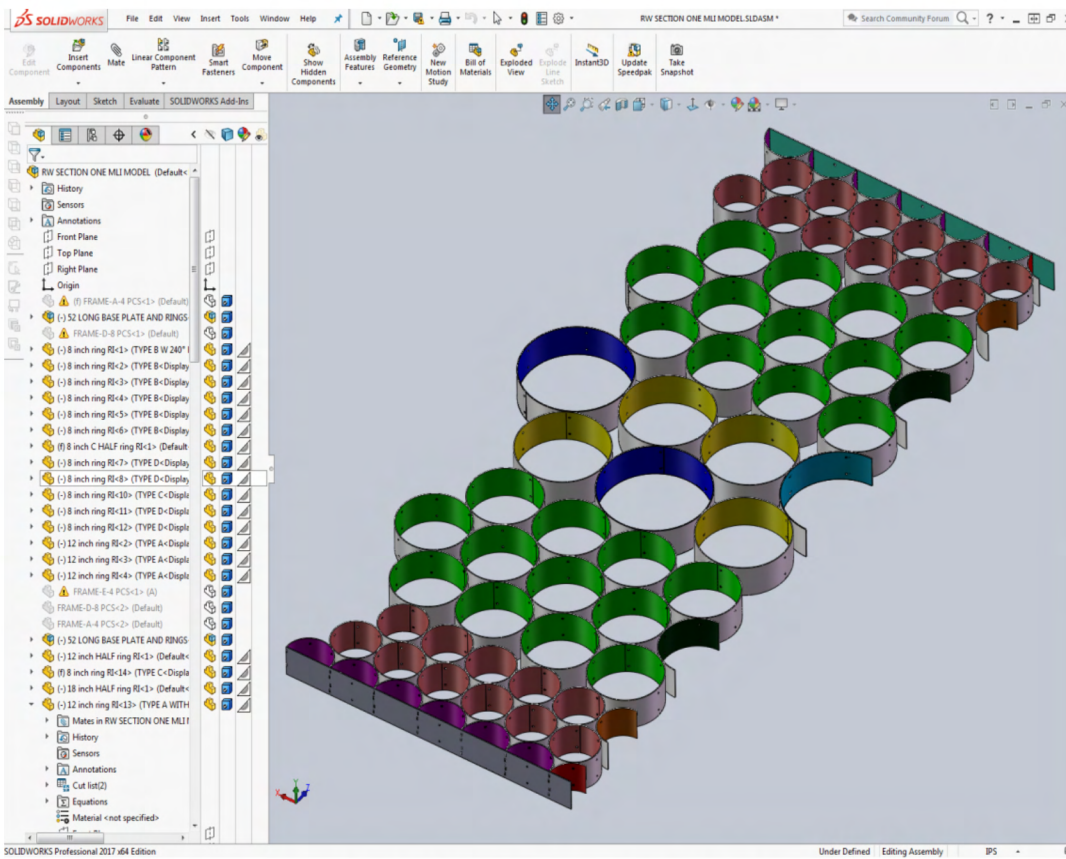 DS SOLIDWORKS File Edit View Insert Tools Window Help RW SECTION ONE MLI MODEL.SLDASM * Search Community Forum
Edit Component
Insert Components
Mate
Linear Component Pattern
Smart Fasteners
Move Component
Show Hidden Components
Assembly Features
Reference Geometry
New Motion Study
Bill of Materials
Exploded View
Explode Line Sketch
Instant3D
Update Speedpak
Take Snapshot
Assembly Layout Sketch Evaluate SOLIDWORKS Add-Ins
RW SECTION ONE MLI MODEL (Default<
History
Sensors
Annotations
Front Plane
Top Plane
Right Plane
Origin
(f) FRAME-A-4 PCS<1> (Default)
(-) 52 LONG BASE PLATE AND RINGS
FRAME-D-8 PCS<1> (Default)
(-) 8 inch ring RI<1> (TYPE B W 240°
(-) 8 inch ring RI<2> (TYPE B<Display
(-) 8 inch ring RI<3> (TYPE B<Display
(-) 8 inch ring RI<4> (TYPE B<Display
(-) 8 inch ring RI<5> (TYPE B<Display
(-) 8 inch ring RI<6> (TYPE B<Display
(f) 8 inch C HALF ring RI<1> (Default
(-) 8 inch ring RI<7> (TYPE D<Display
(-) 8 inch ring RI<8> (TYPE D<Display
(-) 8 inch ring RI<10> (TYPE C<Displa
(-) 8 inch ring RI<11> (TYPE D<Displa
(-) 8 inch ring RI<12> (TYPE D<Displa
(-) 12 inch ring RI<2> (TYPE A<Displa
(-) 12 inch ring RI<3> (TYPE A<Displa
(-) 12 inch ring RI<4> (TYPE A<Displa
FRAME-E-4 PCS<1> (A)
FRAME-D-8 PCS<2> (Default)
FRAME-A-4 PCS<2> (Default)
(-) 52 LONG BASE PLATE AND RINGS
(-) 12 inch HALF ring RI<1> (Default<
(f) 8 inch ring RI<14> (TYPE C<Displa
(-) 18 inch HALF ring RI<1> (Default<
(-) 12 inch ring RI<13> (TYPE A WITH
Mates in RW SECTION ONE MLI
History
Sensors
Annotations
Cut list(2)
Equations
Material <not specified>
X Y Z
SOLIDWORKS Professional 2017 x64 Edition Under Defined Editing Assembly IPS